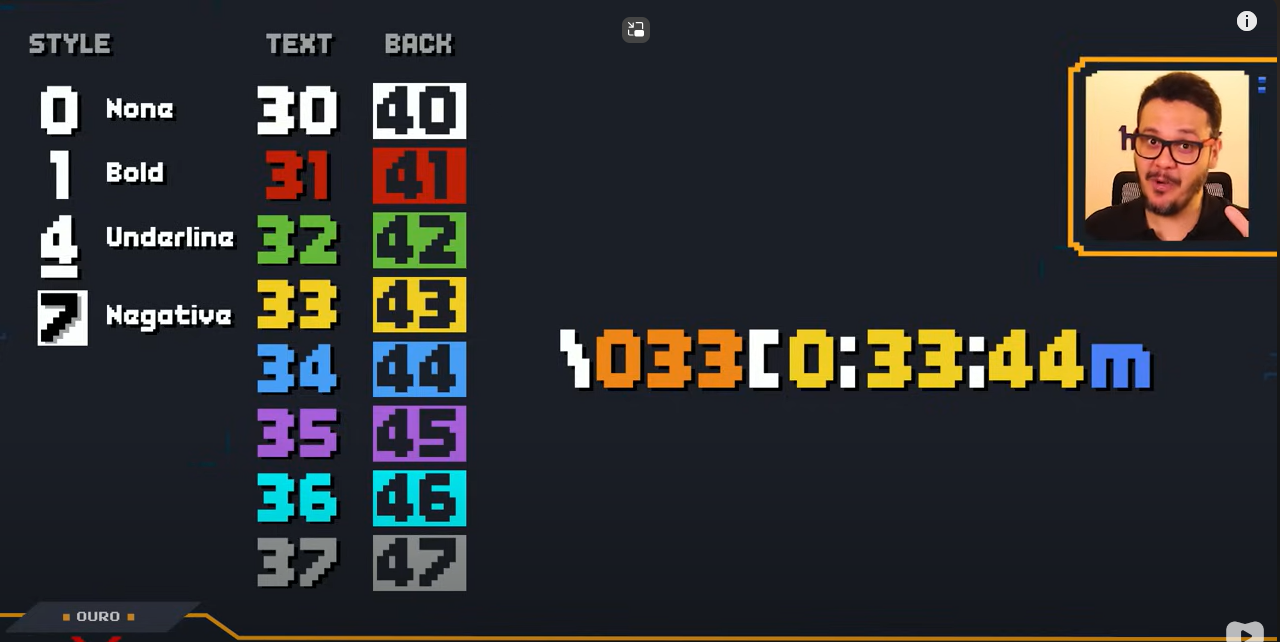 STYLE TEXT BACK
0 None 30 40
1 Bold 31 41
4 Underline 32 42
7 Negative 33 43
\033[0:33:44m
34 44
35 45
36 46
37 47
OURO